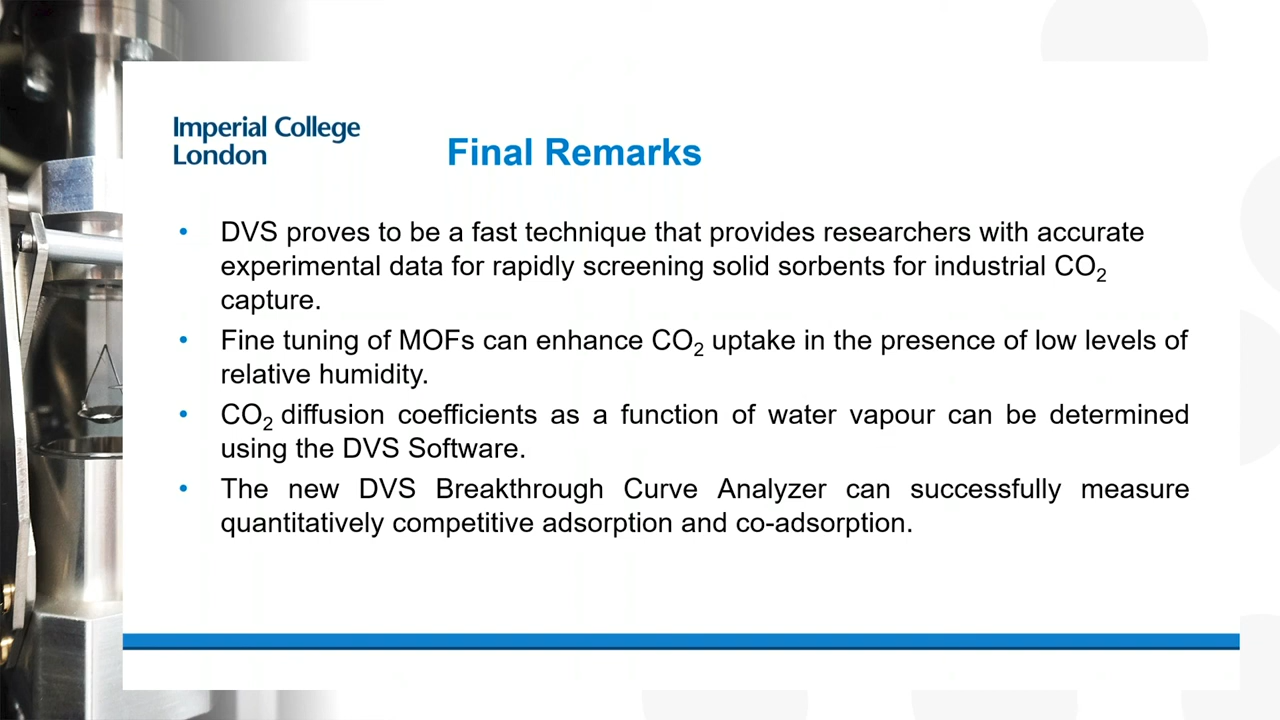 Imperial College
London
Final Remarks
• DVS proves to be a fast technique that provides researchers with accurate
experimental data for rapidly screening solid sorbents for industrial CO₂
capture.
• Fine tuning of MOFs can enhance CO₂ uptake in the presence of low levels of
relative humidity.
• CO₂ diffusion coefficients as a function of water vapour can be determined
using the DVS Software.
• The new DVS Breakthrough Curve Analyzer can successfully measure
quantitatively competitive adsorption and co-adsorption.